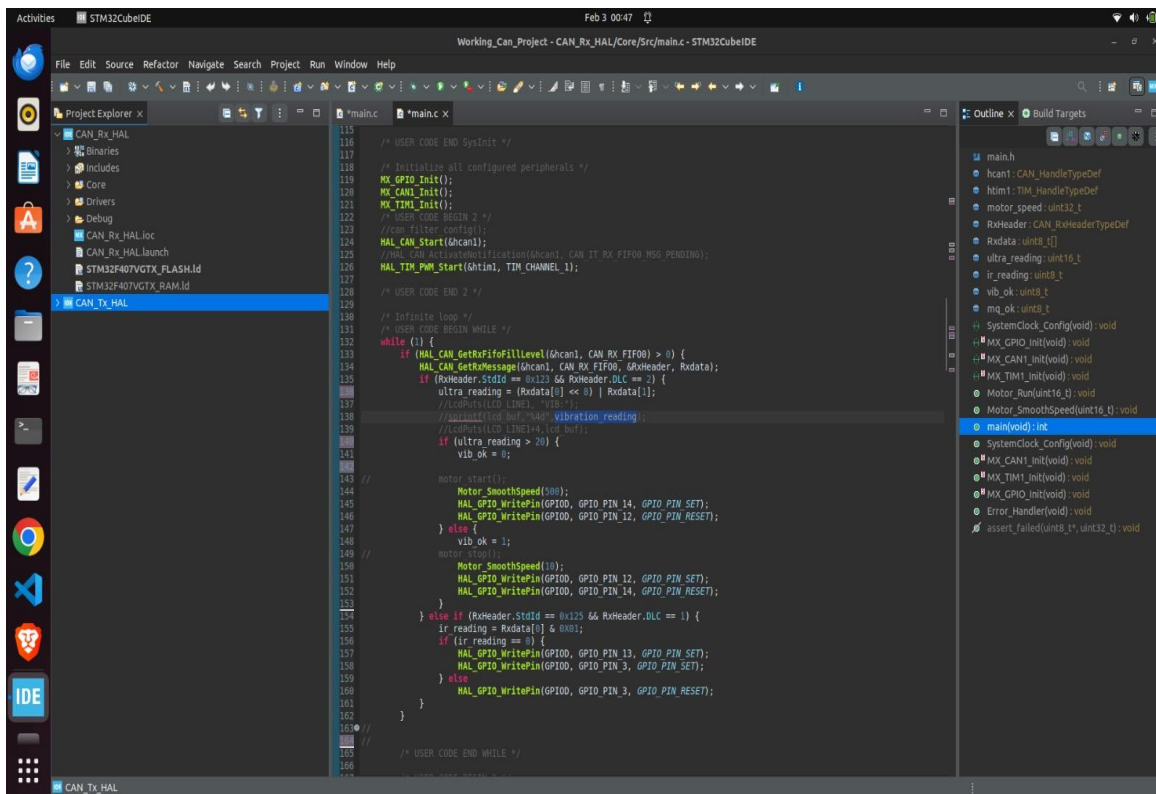 Activities
STM32CubeIDE
Feb 3 00:47
Working_Can_Project - CAN_Rx_HAL/Core/Src/main.c - STM32CubeIDE
File Edit Source Refactor Navigate Search Project Run Window Help
Project Explorer
*main.c
*main.c
Outline
Build Targets
CAN_Rx_HAL
Binaries
Includes
Core
Drivers
Debug
CAN_Rx_HAL.ioc
CAN_Rx_HAL.launch
STM32F407VGTX_FLASH.ld
STM32F407VGTX_RAM.ld
CAN_Tx_HAL
115
116 /* USER CODE END SysInit */
117
118 /* Initialize all configured peripherals */
119 MX_GPIO_Init();
120 MX_CAN1_Init();
121 MX_TIM1_Init();
122 /* USER CODE BEGIN 2 */
123 //can filter config();
124 HAL_CAN_Start(&hcan1);
125 //HAL_CAN_ActivateNotification(&hcan1, CAN_IT_RX_FIFO0_MSG_PENDING);
126 HAL_TIM_PWM_Start(&htim1, TIM_CHANNEL_1);
127
128 /* USER CODE END 2 */
129
130 /* Infinite loop */
131 /* USER CODE BEGIN WHILE */
132 while (1) {
133 if (HAL_CAN_GetRxFifoFillLevel(&hcan1, CAN_RX_FIFO0) > 0) {
134 HAL_CAN_GetRxMessage(&hcan1, CAN_RX_FIFO0, &RxHeader, Rxdata);
135 if (RxHeader.StdId == 0x123 && RxHeader.DLC == 2) {
136 ultra_reading = (Rxdata[0] << 8) | Rxdata[1];
137 //LcdPuts(LCD_LINE1, "VIB:");
138 //sprintf(lcd_buf,"%4d",vibration_reading);
139 //LcdPuts(LCD_LINE1+4,lcd_buf);
140 if (ultra_reading > 20) {
141 vib_ok = 0;
142
143 // motor_start();
144 Motor_SmoothSpeed(500);
145 HAL_GPIO_WritePin(GPIOD, GPIO_PIN_14, GPIO_PIN_SET);
146 HAL_GPIO_WritePin(GPIOD, GPIO_PIN_12, GPIO_PIN_RESET);
147 } else {
148 vib_ok = 1;
149 // motor_stop();
150 Motor_SmoothSpeed(10);
151 HAL_GPIO_WritePin(GPIOD, GPIO_PIN_12, GPIO_PIN_SET);
152 HAL_GPIO_WritePin(GPIOD, GPIO_PIN_14, GPIO_PIN_RESET);
153 }
154 } else if (RxHeader.StdId == 0x125 && RxHeader.DLC == 1) {
155 ir_reading = Rxdata[0] & 0X01;
156 if (ir_reading == 0) {
157 HAL_GPIO_WritePin(GPIOD, GPIO_PIN_13, GPIO_PIN_SET);
158 HAL_GPIO_WritePin(GPIOD, GPIO_PIN_3, GPIO_PIN_SET);
159 } else
160 HAL_GPIO_WritePin(GPIOD, GPIO_PIN_3, GPIO_PIN_RESET);
161 }
162 }
163 //
164 //
165 /* USER CODE END WHILE */
166
main.h
hcan1 : CAN_HandleTypeDef
htim1 : TIM_HandleTypeDef
motor_speed : uint32_t
RxHeader : CAN_RxHeaderTypeDef
Rxdata : uint8_t[]
ultra_reading : uint16_t
ir_reading : uint8_t
vib_ok : uint8_t
mq_ok : uint8_t
SystemClock_Config(void) : void
MX_GPIO_Init(void) : void
MX_CAN1_Init(void) : void
MX_TIM1_Init(void) : void
Motor_Run(uint16_t) : void
Motor_SmoothSpeed(uint16_t) : void
main(void) : int
SystemClock_Config(void) : void
MX_CAN1_Init(void) : void
MX_TIM1_Init(void) : void
MX_GPIO_Init(void) : void
Error_Handler(void) : void
assert_failed(uint8_t*, uint32_t) : void
IDE
CAN_Tx_HAL